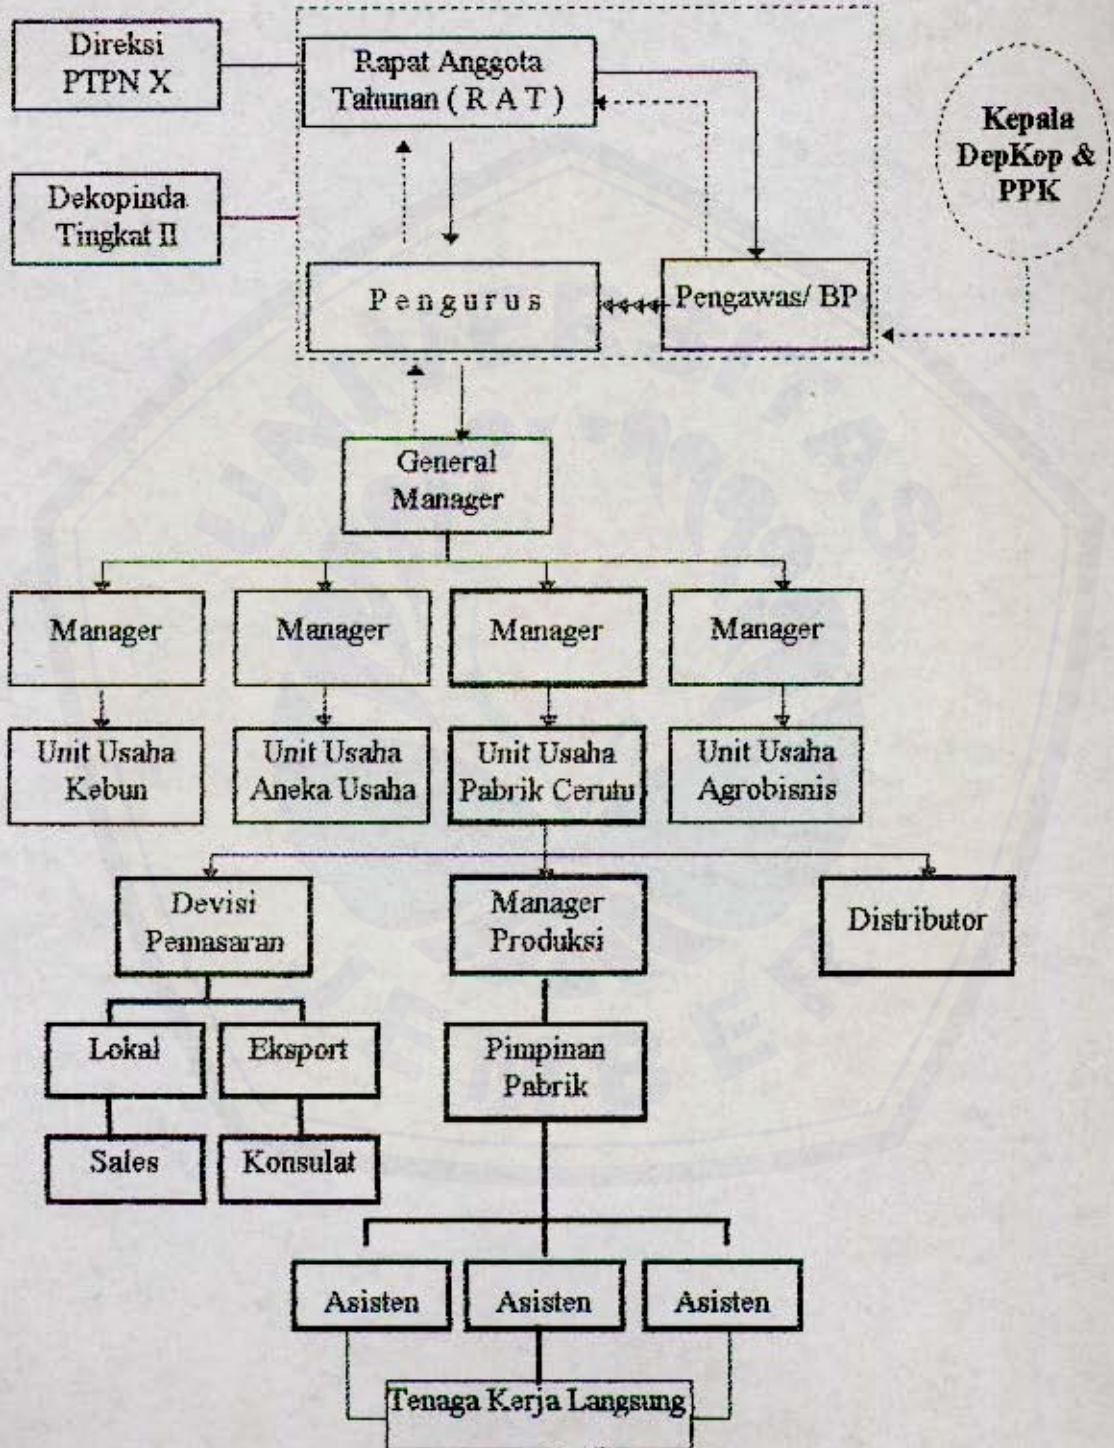 Direksi
PTPN X
Rapat Anggota
Tahunan ( R A T )
Kepala
DepKop &
PPK
Dekopinda
Tingkat II
P e n g u r u s
Pengawas/ BP
General
Manager
Manager
Manager
Manager
Manager
Unit Usaha
Kebun
Unit Usaha
Aneka Usaha
Unit Usaha
Pabrik Cerutu
Unit Usaha
Agrobisnis
Devisi
Pemasaran
Manager
Produksi
Distributor
Lokal
Eksport
Pimpinan
Pabrik
Sales
Konsulat
Asisten
Asisten
Asisten
Tenaga Kerja Langsung
UNIVERSITAS
JEMBER